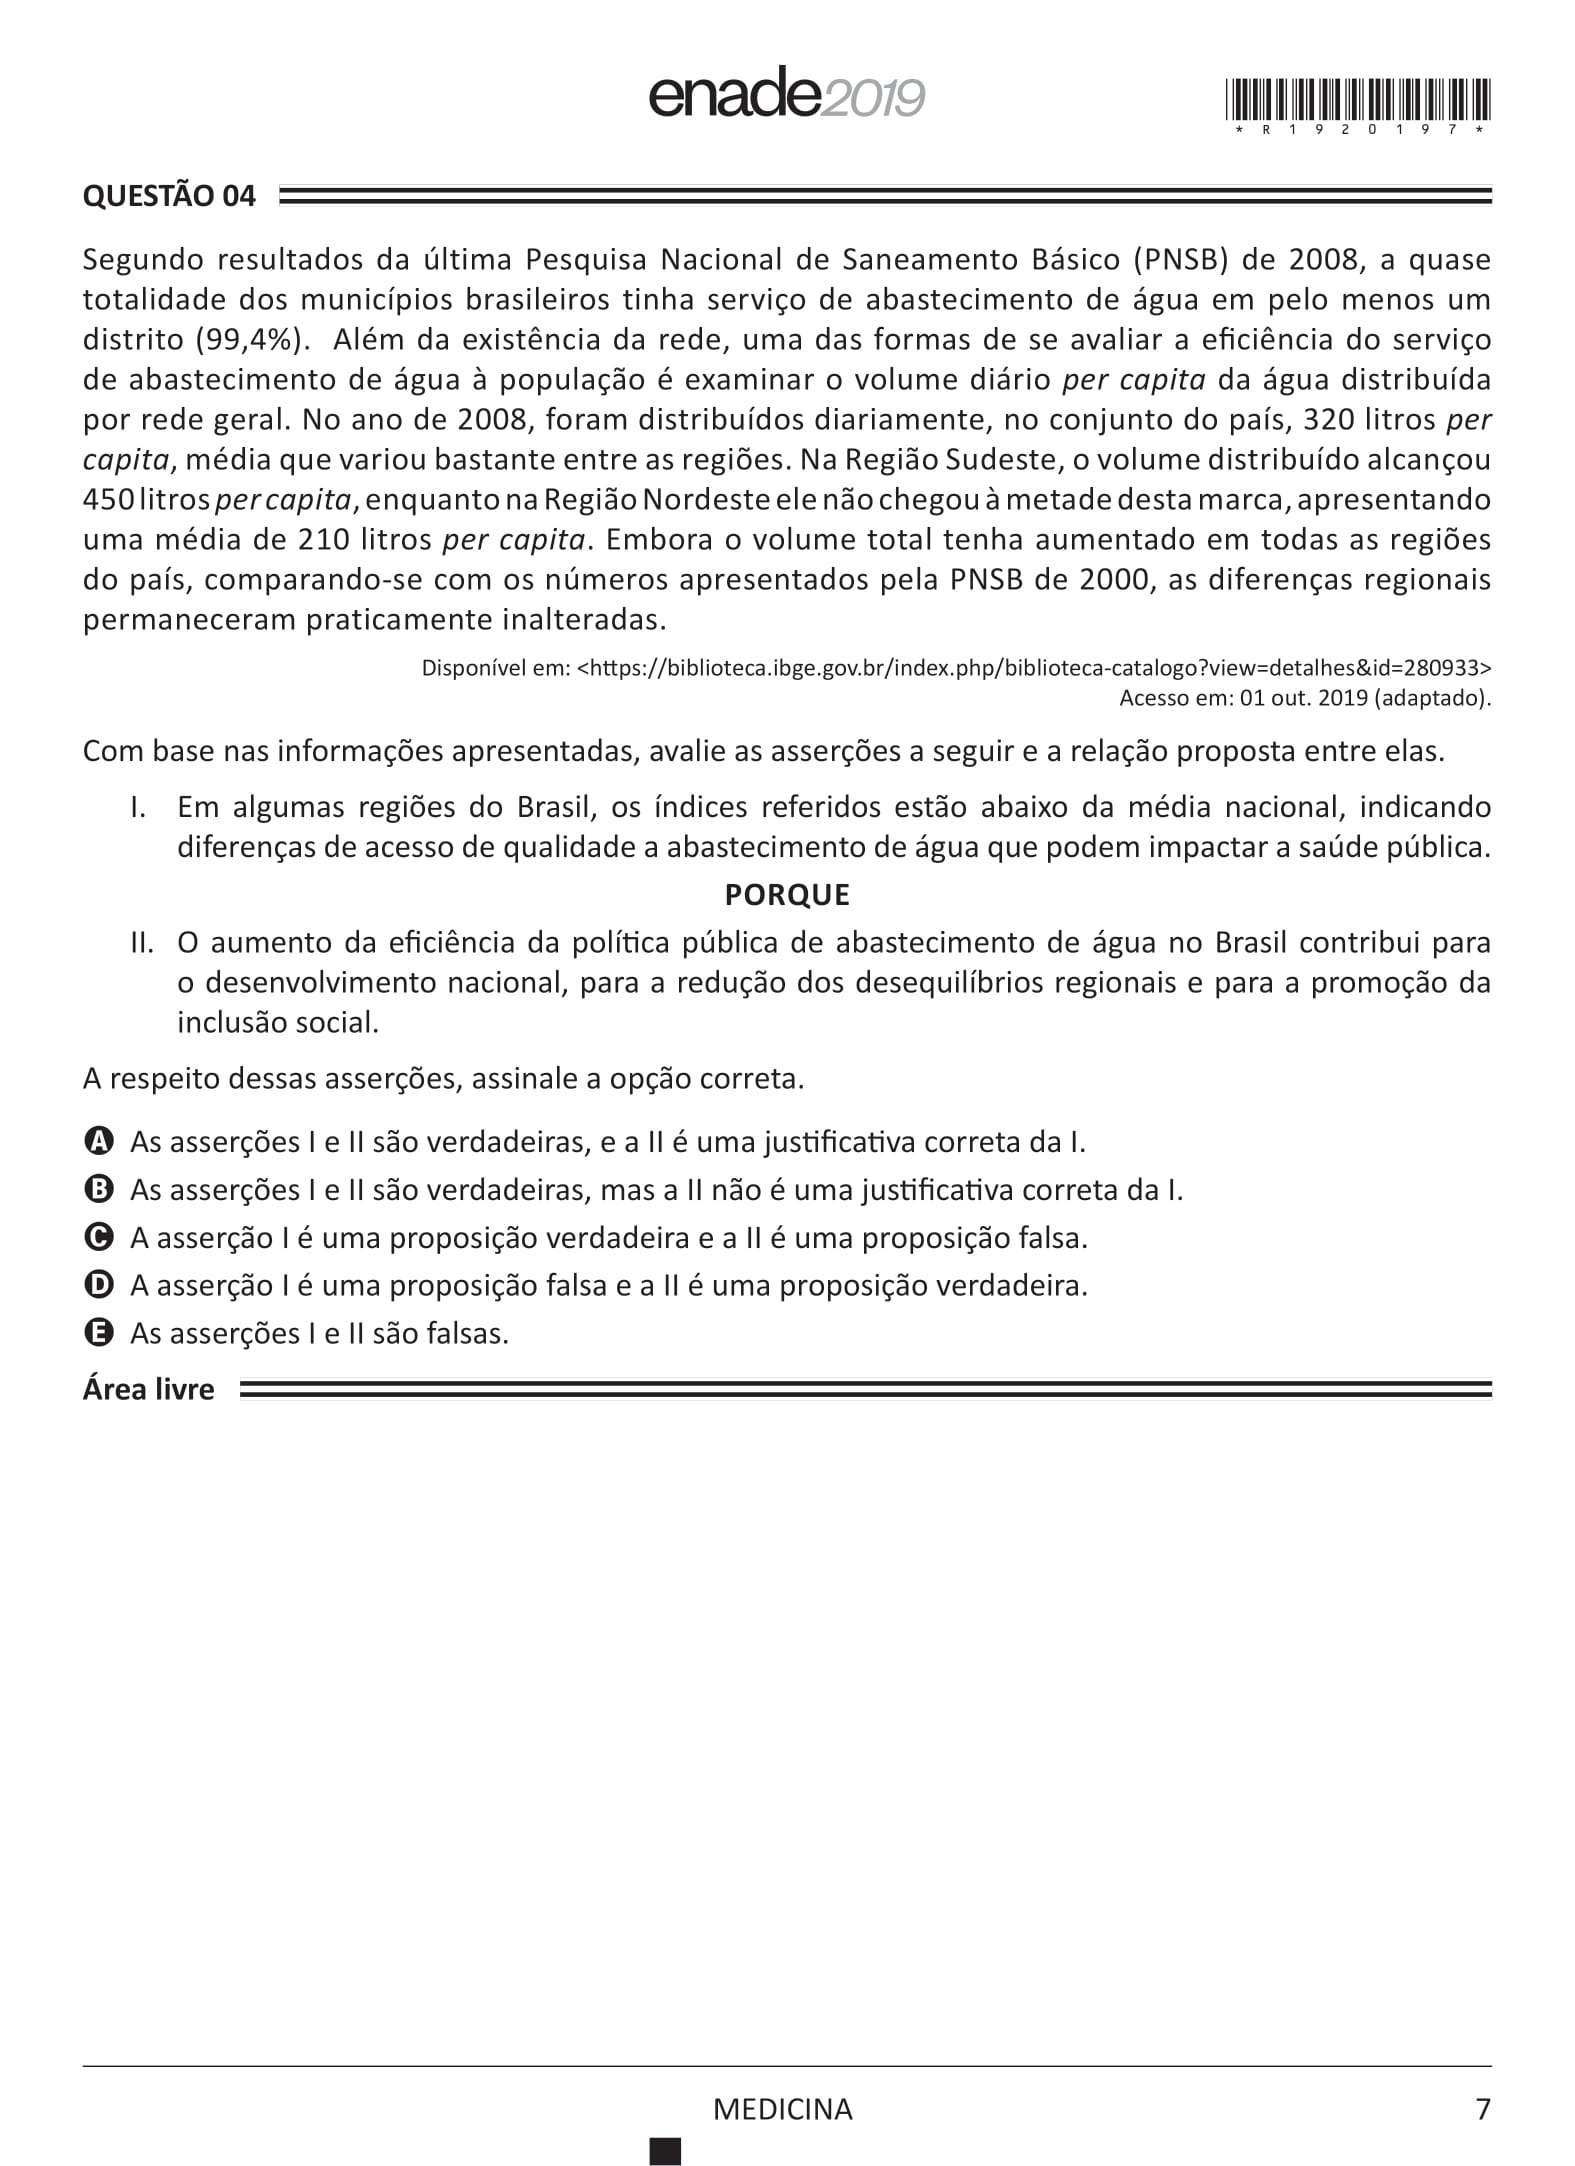 enade2019
* R 1 9 2 0 1 9 7 *
QUESTÃO 04
Segundo resultados da última Pesquisa Nacional de Saneamento Básico (PNSB) de 2008, a quase
totalidade dos municípios brasileiros tinha serviço de abastecimento de água em pelo menos um
distrito (99,4%). Além da existência da rede, uma das formas de se avaliar a eficiência do serviço
de abastecimento de água à população é examinar o volume diário per capita da água distribuída
por rede geral. No ano de 2008, foram distribuídos diariamente, no conjunto do país, 320 litros per
capita, média que variou bastante entre as regiões. Na Região Sudeste, o volume distribuído alcançou
450 litros per capita, enquanto na Região Nordeste ele não chegou à metade desta marca, apresentando
uma média de 210 litros per capita. Embora o volume total tenha aumentado em todas as regiões
do país, comparando-se com os números apresentados pela PNSB de 2000, as diferenças regionais
permaneceram praticamente inalteradas.
Disponível em: <https://biblioteca.ibge.gov.br/index.php/biblioteca-catalogo?view=detalhes&id=280933>
Acesso em: 01 out. 2019 (adaptado).
Com base nas informações apresentadas, avalie as asserções a seguir e a relação proposta entre elas.
I. Em algumas regiões do Brasil, os índices referidos estão abaixo da média nacional, indicando
diferenças de acesso de qualidade a abastecimento de água que podem impactar a saúde pública.
PORQUE
II. O aumento da eficiência da política pública de abastecimento de água no Brasil contribui para
o desenvolvimento nacional, para a redução dos desequilíbrios regionais e para a promoção da
inclusão social.
A respeito dessas asserções, assinale a opção correta.
A As asserções I e II são verdadeiras, e a II é uma justificativa correta da I.
B As asserções I e II são verdadeiras, mas a II não é uma justificativa correta da I.
C A asserção I é uma proposição verdadeira e a II é uma proposição falsa.
D A asserção I é uma proposição falsa e a II é uma proposição verdadeira.
E As asserções I e II são falsas.
Área livre
MEDICINA
7